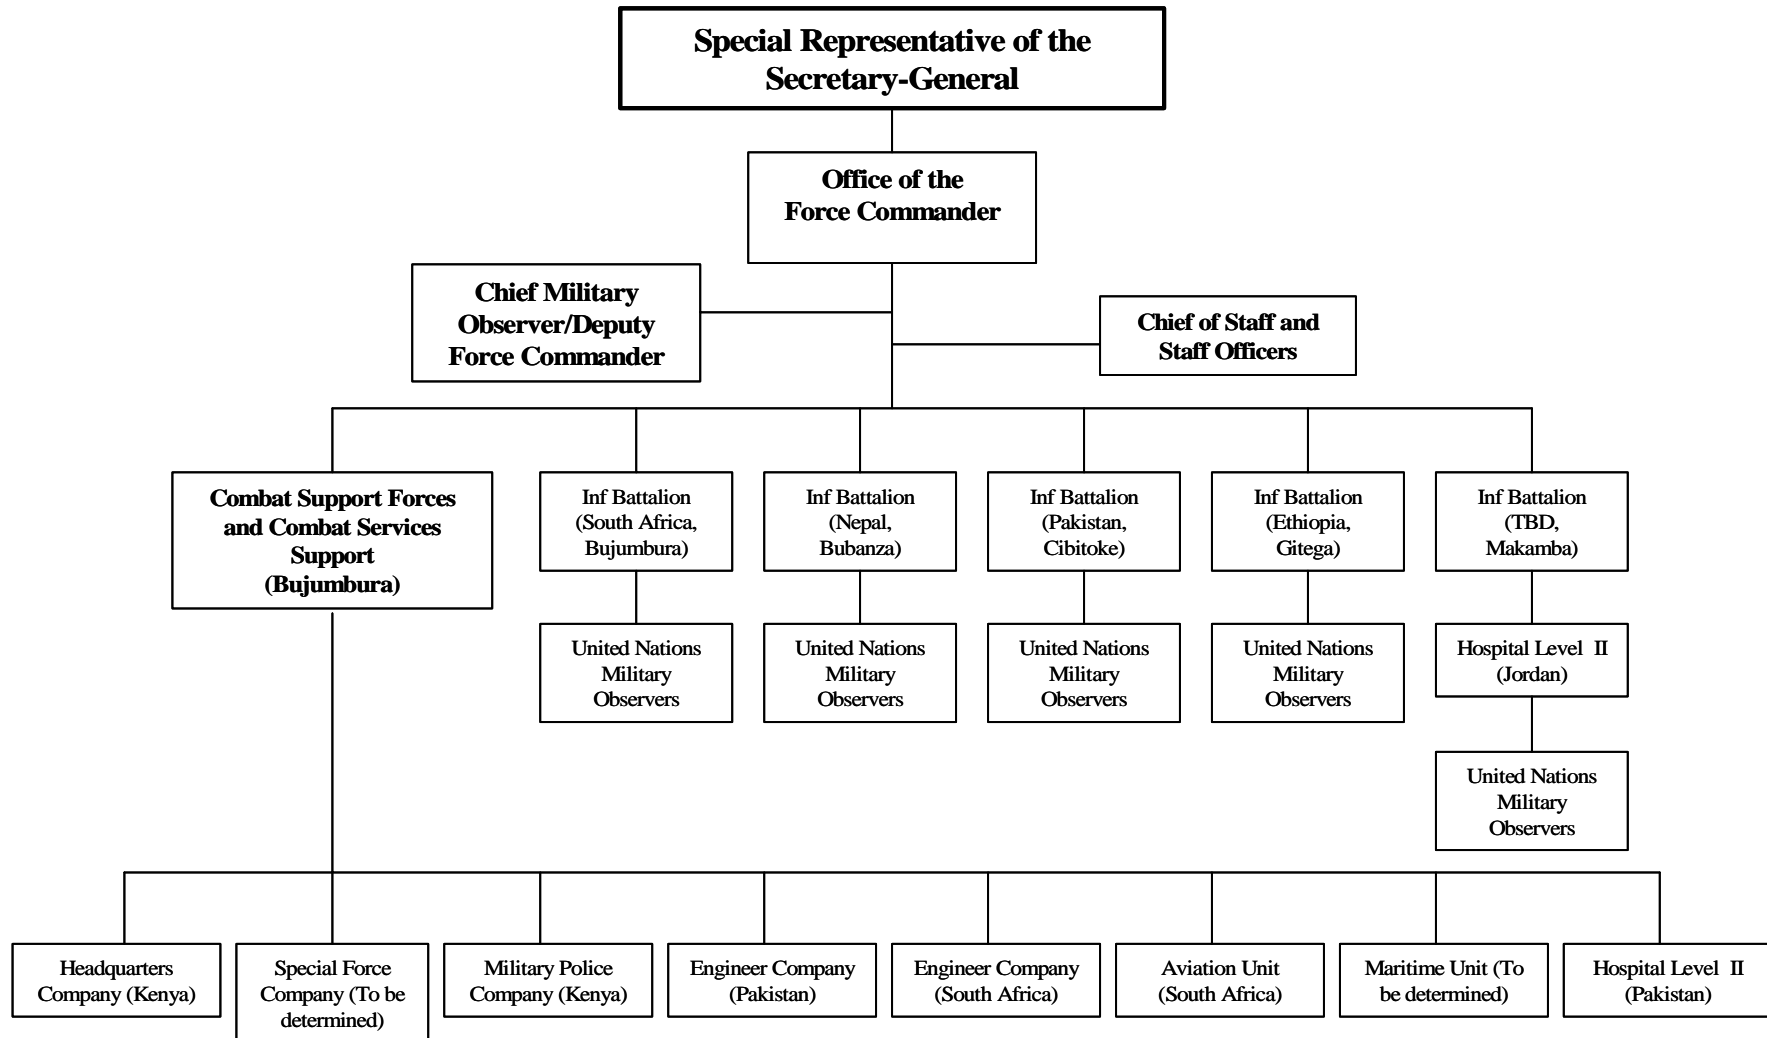 Special Representative of the
Secretary-General
Office of the
Force Commander
Chief Military
Observer/Deputy
Force Commander
Chief of Staff and
Staff Officers
Combat Support Forces
and Combat Services
Support
(Bujumbura)
Inf Battalion
(South Africa,
Bujumbura)
Inf Battalion
(Nepal,
Bubanza)
Inf Battalion
(Pakistan,
Cibitoke)
Inf Battalion
(Ethiopia,
Gitega)
Inf Battalion
(TBD,
Makamba)
United Nations
Military
Observers
United Nations
Military
Observers
United Nations
Military
Observers
United Nations
Military
Observers
Hospital Level II
(Jordan)
United Nations
Military
Observers
Headquarters
Company (Kenya)
Special Force
Company (To be
determined)
Military Police
Company (Kenya)
Engineer Company
(Pakistan)
Engineer Company
(South Africa)
Aviation Unit
(South Africa)
Maritime Unit (To
be determined)
Hospital Level II
(Pakistan)